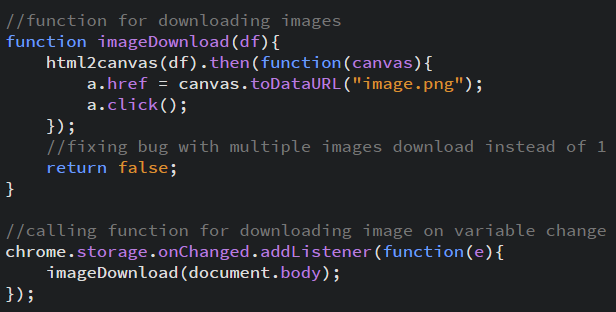 //function for downloading images
function imageDownload(df){
    html2canvas(df).then(function(canvas){
        a.href = canvas.toDataURL("image.png");
        a.click();
    });
    //fixing bug with multiple images download instead of 1
    return false;
}

//calling function for downloading image on variable change
chrome.storage.onChanged.addListener(function(e){
    imageDownload(document.body);
});